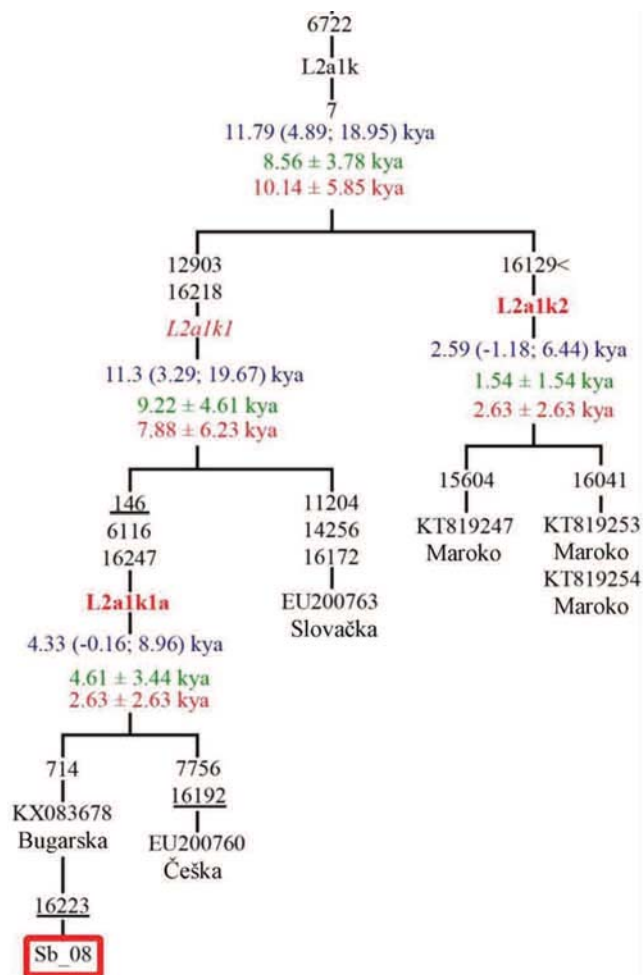 6722
L2a1k
7
11.79 (4.89; 18.95) kya
8.56 ± 3.78 kya
10.14 ± 5.85 kya
12903
16218
L2a1k1
11.3 (3.29; 19.67) kya
9.22 ± 4.61 kya
7.88 ± 6.23 kya
16129<
L2a1k2
2.59 (-1.18; 6.44) kya
1.54 ± 1.54 kya
2.63 ± 2.63 kya
146
6116
16247
L2a1k1a
4.33 (-0.16; 8.96) kya
4.61 ± 3.44 kya
2.63 ± 2.63 kya
11204
14256
16172
EU200763
Slovačka
15604
KT819247
Maroko
16041
KT819253
Maroko
KT819254
Maroko
714
KX083678
Bugarska
16223
Sb_08
7756
16192
EU200760
Češka